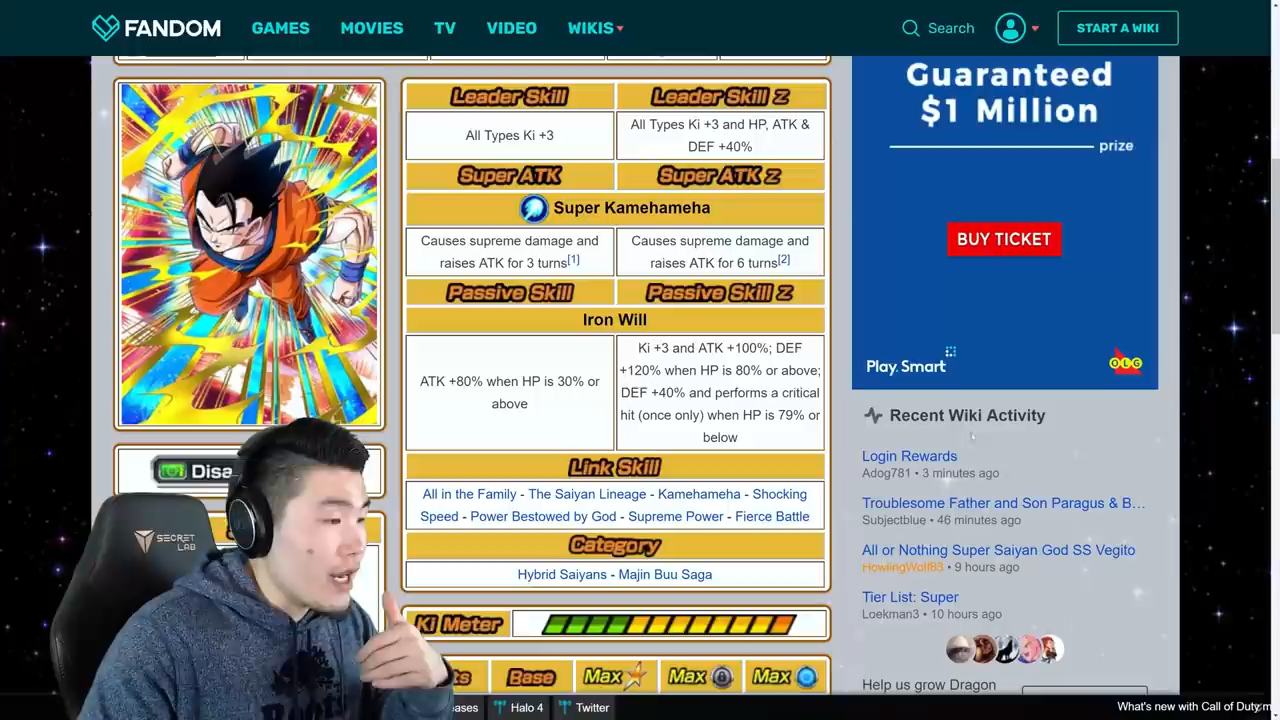 FANDOM
GAMES
MOVIES
TV
VIDEO
WIKIS
Search
START A WIKI
Leader Skill
Leader Skill Z
All Types Ki +3
All Types Ki +3 and HP, ATK &
DEF +40%
Super ATK
Super ATK Z
Super Kamehameha
Causes supreme damage and
raises ATK for 3 turns[1]
Causes supreme damage and
raises ATK for 6 turns[2]
Passive Skill
Passive Skill Z
Iron Will
ATK +80% when HP is 30% or
above
Ki +3 and ATK +100%; DEF
+120% when HP is 80% or above;
DEF +40% and performs a critical
hit (once only) when HP is 79% or
below
Link Skill
All in the Family - The Saiyan Lineage - Kamehameha - Shocking
Speed - Power Bestowed by God - Supreme Power - Fierce Battle
Category
Hybrid Saiyans - Majin Buu Saga
Ki Meter
Base
Max
Max
Max
Disa
SECRET
LAB
Guaranteed
$1 Million
prize
BUY TICKET
Play Smart
OLG
Recent Wiki Activity
Login Rewards
Adog781 • 3 minutes ago
Troublesome Father and Son Paragus & B…
Subjectblue • 46 minutes ago
All or Nothing Super Saiyan God SS Vegito
HowlingWolf83 • 9 hours ago
Tier List: Super
Loekman3 • 10 hours ago
Help us grow Dragon
eases
Halo 4
Twitter
What's new with Call of Duty